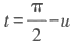 t = π/2 − u